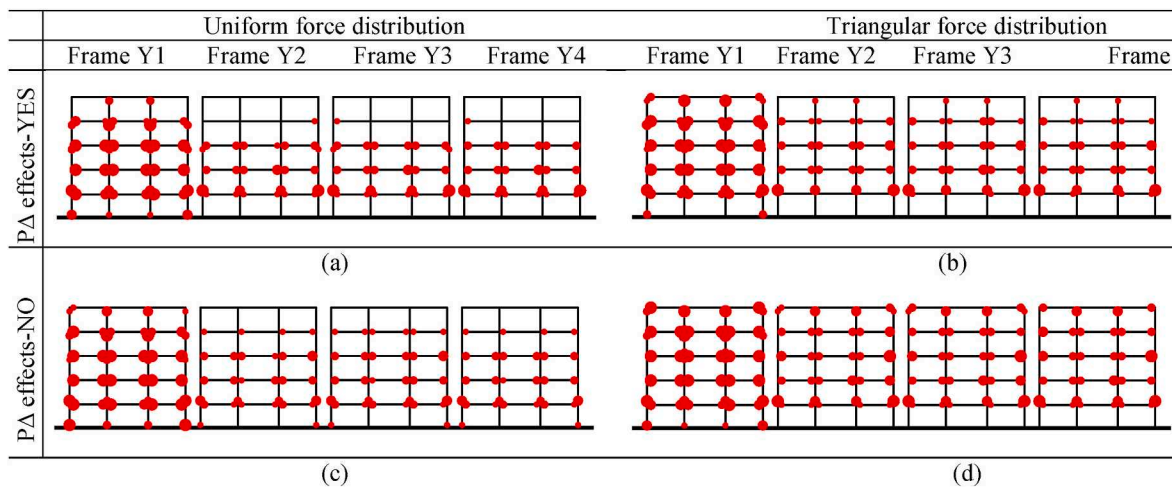 Uniform force distribution Triangular force distribution
Frame Y1 Frame Y2 Frame Y3 Frame Y4 Frame Y1 Frame Y2 Frame Y3 Frame
PΔ effects-YES
(a) (b)
PΔ effects-NO
(c) (d)